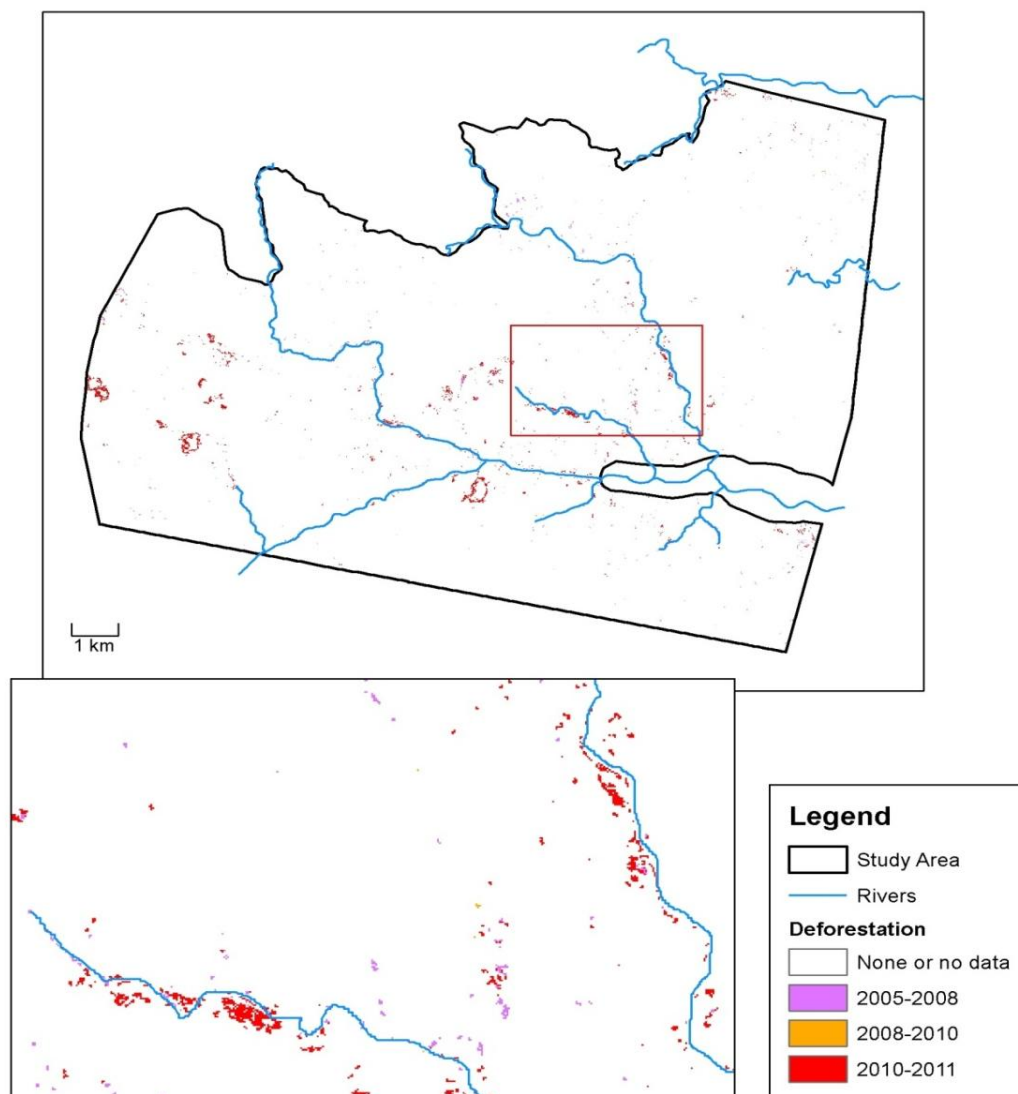 1 km
Legend
Study Area
Rivers
Deforestation
None or no data
2005-2008
2008-2010
2010-2011